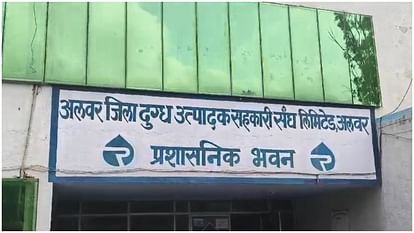 अलवर जिला दुग्ध उत्पादक सहकारी संघ लिमिटेड, अलवर
प्रशासनिक भवन